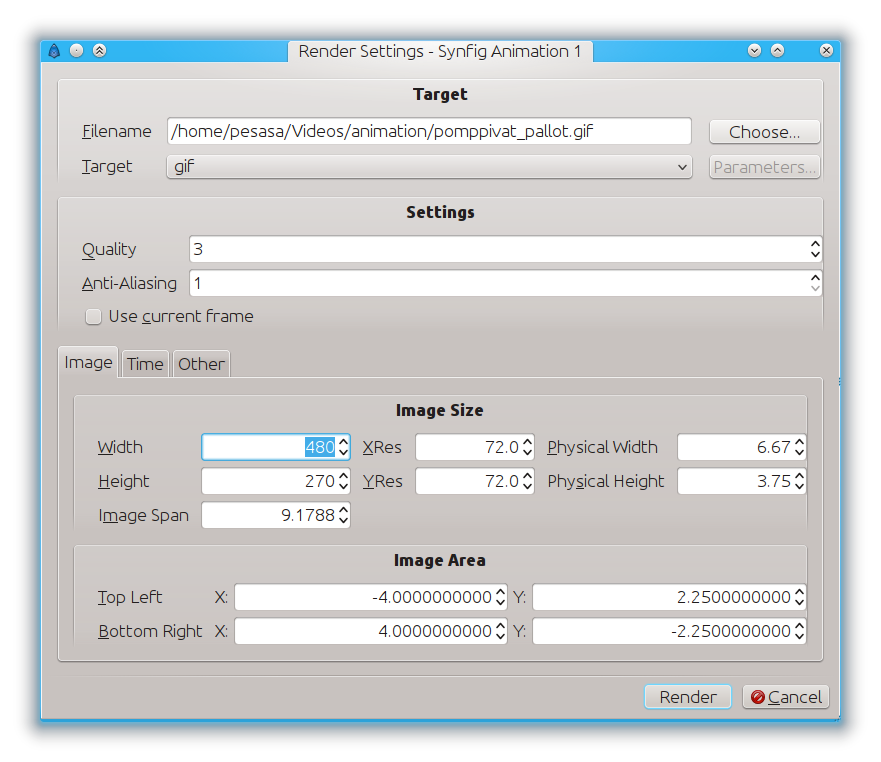 Render Settings - Synfig Animation 1
Target
Filename /home/pesasa/Videos/animation/pomppivat_pallot.gif Choose...
Target gif Parameters...
Settings
Quality 3
Anti-Aliasing 1
Use current frame
Image Time Other
Image Size
Width 480 XRes 72.0 Physical Width 6.67
Height 270 YRes 72.0 Physical Height 3.75
Image Span 9.1788
Image Area
Top Left X: -4.0000000000 Y: 2.2500000000
Bottom Right X: 4.0000000000 Y: -2.2500000000
Render Cancel